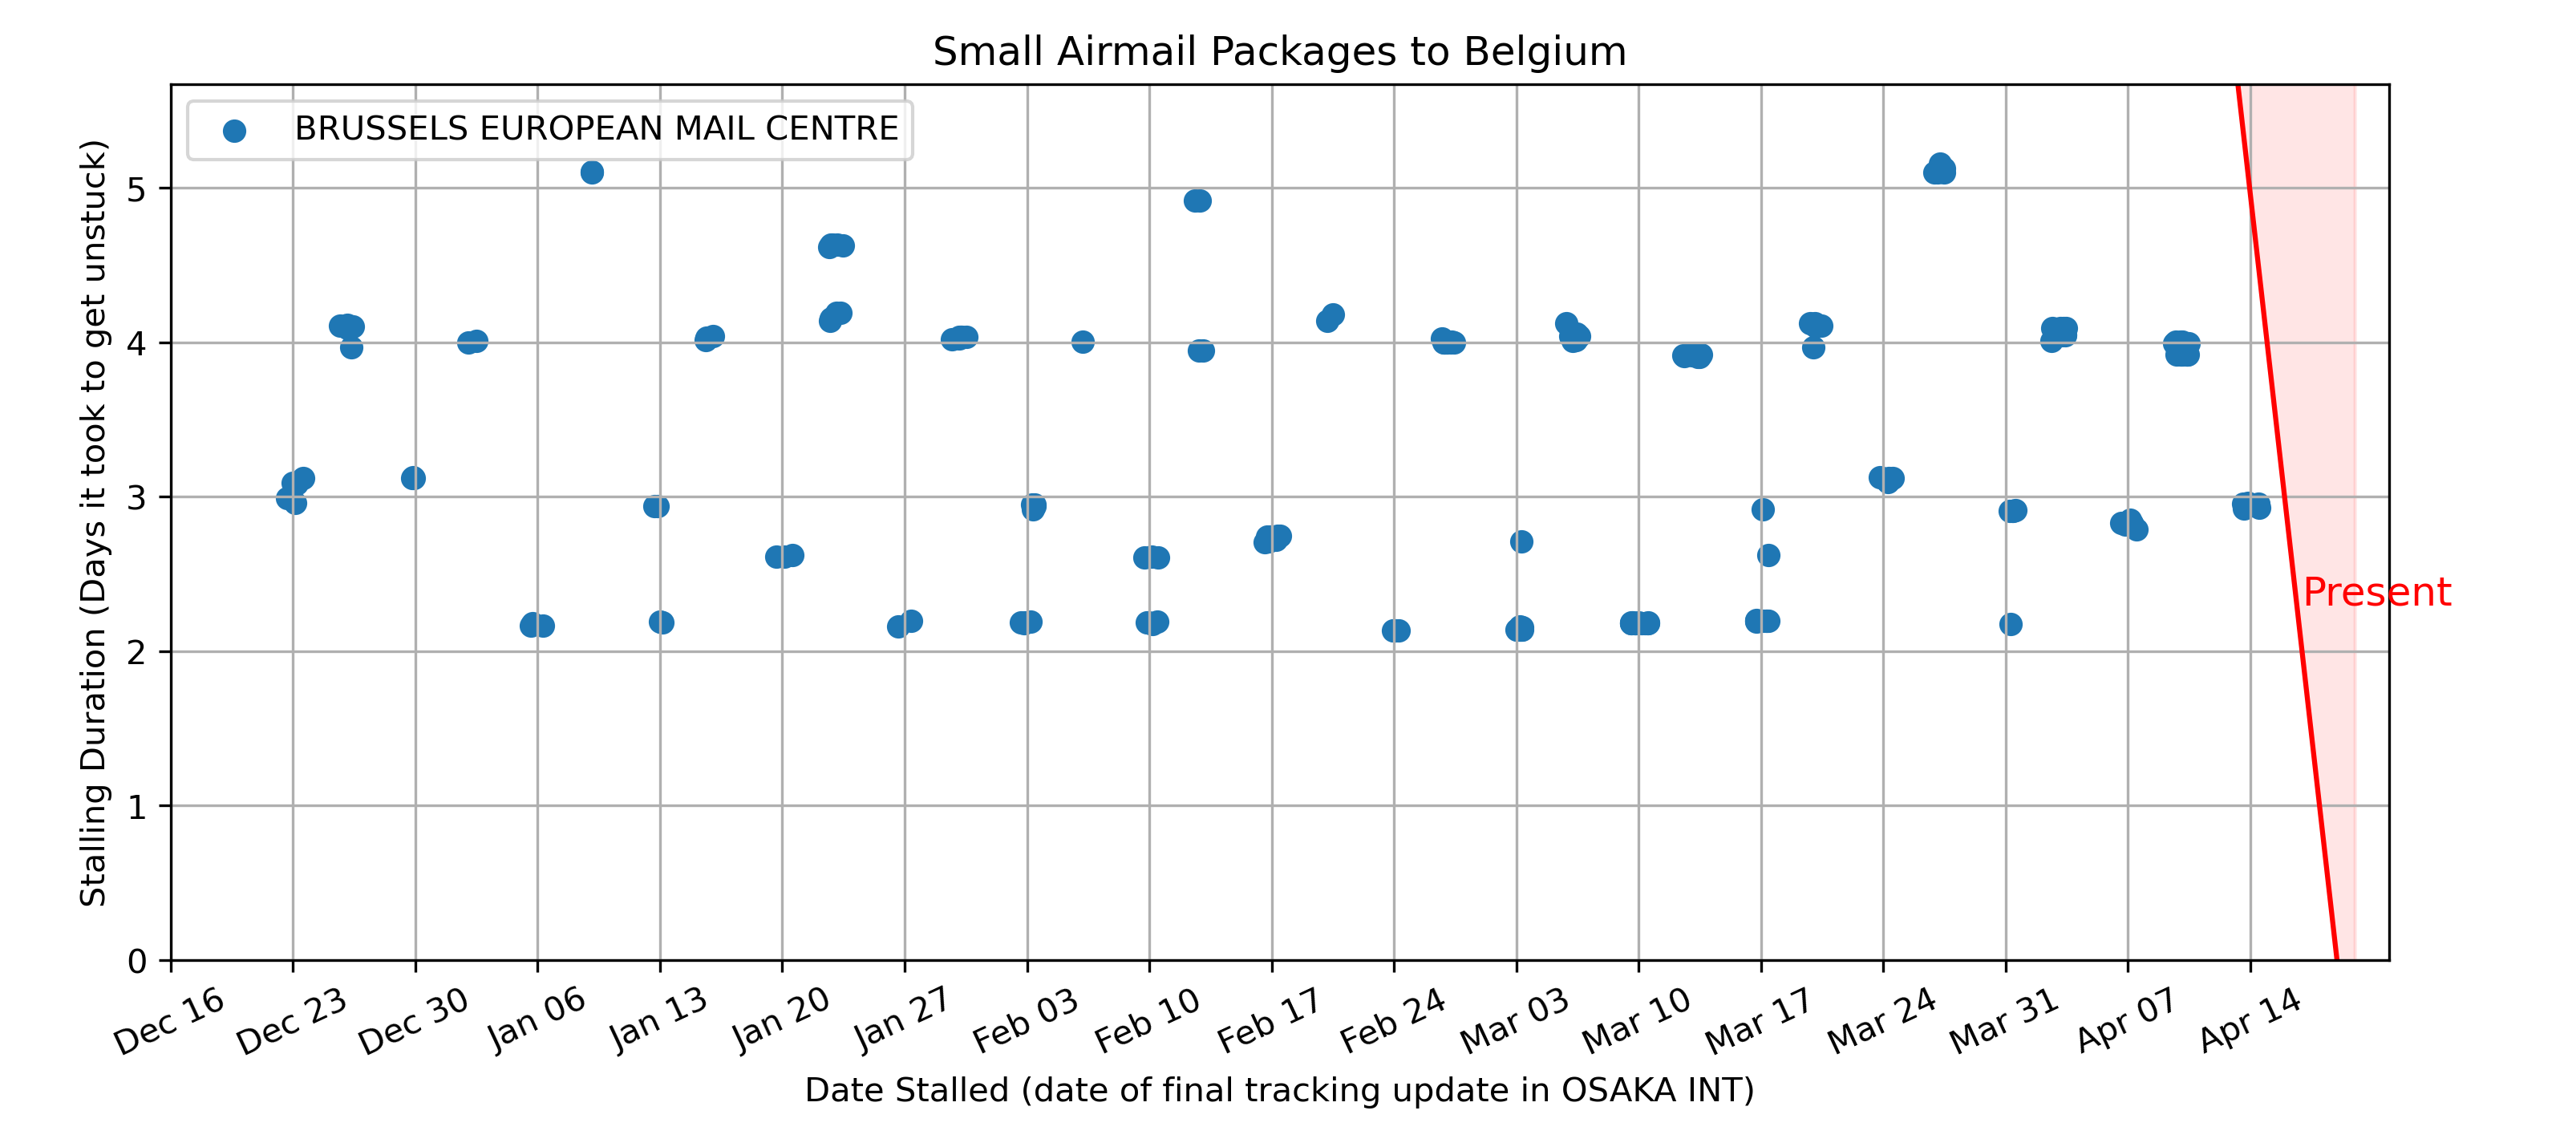 Small Airmail Packages to Belgium
BRUSSELS EUROPEAN MAIL CENTRE
Stalling Duration (Days it took to get unstuck)
5
4
3
2
1
0
Present
Dec 16
Dec 23
Dec 30
Jan 06
Jan 13
Jan 20
Jan 27
Feb 03
Feb 10
Feb 17
Feb 24
Mar 03
Mar 10
Mar 17
Mar 24
Mar 31
Apr 07
Apr 14
Date Stalled (date of final tracking update in OSAKA INT)